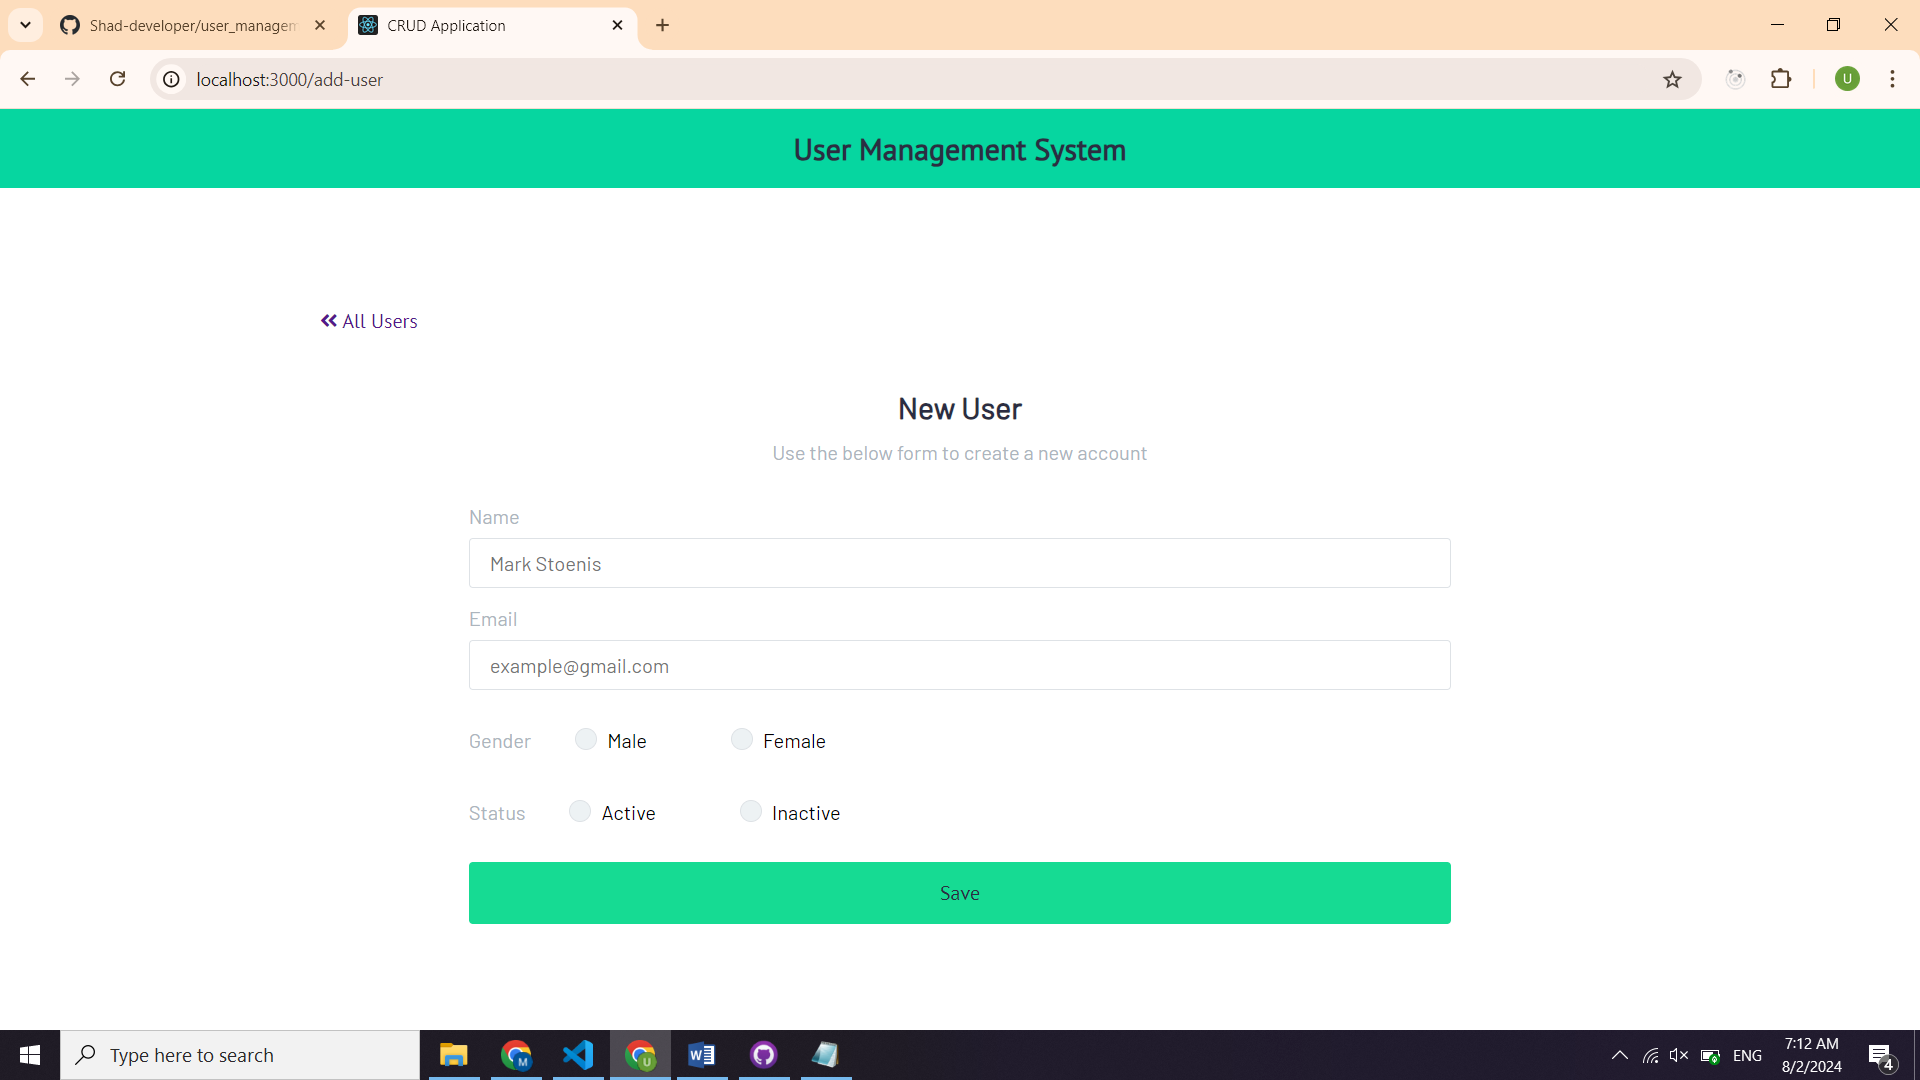 Shad-developer/user_managem
CRUD Application
localhost:3000/add-user
U
User Management System
All Users
New User
Use the below form to create a new account
Name
Mark Stoenis
Email
example@gmail.com
Gender Male Female
Status Active Inactive
Save
Type here to search
M
U
ENG
7:12 AM
8/2/2024
4